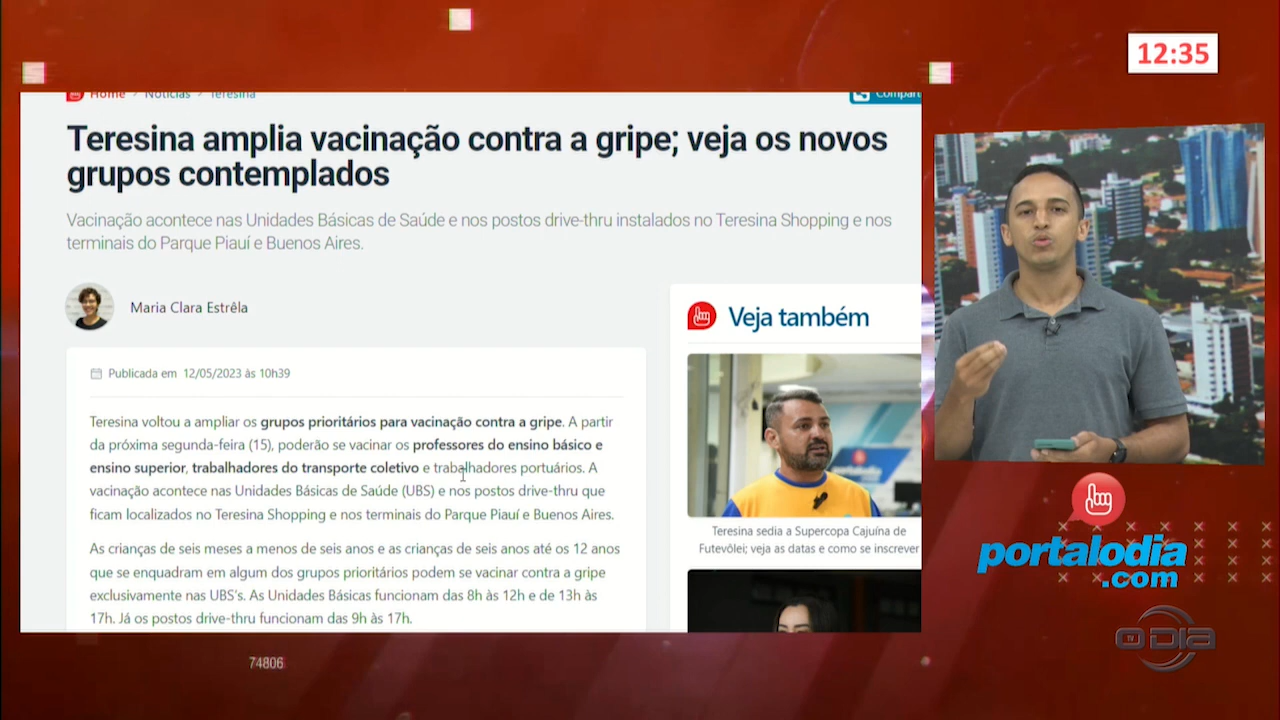 12:35
Home > Notícias > Teresina
Compart
Teresina amplia vacinação contra a gripe; veja os novos
grupos contemplados
Vacinação acontece nas Unidades Básicas de Saúde e nos postos drive-thru instalados no Teresina Shopping e nos
terminais do Parque Piauí e Buenos Aires.
Maria Clara Estrêla
Publicada em 12/05/2023 às 10h39
Teresina voltou a ampliar os grupos prioritários para vacinação contra a gripe. A partir
da próxima segunda-feira (15), poderão se vacinar os professores do ensino básico e
ensino superior, trabalhadores do transporte coletivo e trabalhadores portuários. A
vacinação acontece nas Unidades Básicas de Saúde (UBS) e nos postos drive-thru que
ficam localizados no Teresina Shopping e nos terminais do Parque Piauí e Buenos Aires.
As crianças de seis meses a menos de seis anos e as crianças de seis anos até os 12 anos
que se enquadram em algum dos grupos prioritários podem se vacinar contra a gripe
exclusivamente nas UBS's. As Unidades Básicas funcionam das 8h às 12h e de 13h às
17h. Já os postos drive-thru funcionam das 9h às 17h.
Veja também
Teresina sedia a Supercopa Cajuína de
Futevôlei; veja as datas e como se inscrever
portalodia
.com
TV O DIA
74806